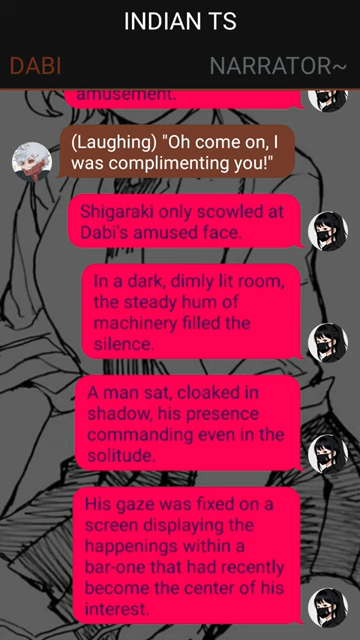 INDIAN TS
DABI NARRATOR~
amusement.
(Laughing) "Oh come on, I
was complimenting you!"
Shigaraki only scowled at
Dabi's amused face.
In a dark, dimly lit room,
the steady hum of
machinery filled the
silence.
A man sat, cloaked in
shadow, his presence
commanding even in the
solitude.
His gaze was fixed on a
screen displaying the
happenings within a
bar-one that had recently
become the center of his
interest.